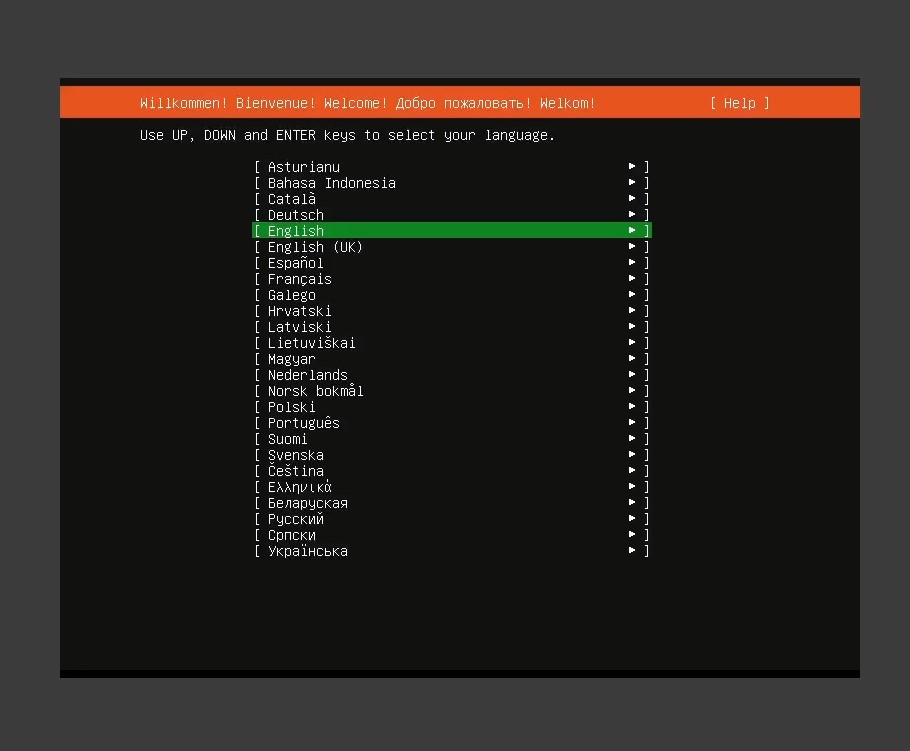 Willkommen! Bienvenue! Welcome! Добро пожаловать! Welkom! [ Help ]
Use UP, DOWN and ENTER keys to select your language.
[ Asturianu ▸ ]
[ Bahasa Indonesia ▸ ]
[ Català ▸ ]
[ Deutsch ▸ ]
[ English ▸ ]
[ English (UK) ▸ ]
[ Español ▸ ]
[ Français ▸ ]
[ Galego ▸ ]
[ Hrvatski ▸ ]
[ Latviski ▸ ]
[ Lietuviškai ▸ ]
[ Magyar ▸ ]
[ Nederlands ▸ ]
[ Norsk bokmål ▸ ]
[ Polski ▸ ]
[ Português ▸ ]
[ Suomi ▸ ]
[ Svenska ▸ ]
[ Čeština ▸ ]
[ Ελληνικά ▸ ]
[ Беларуская ▸ ]
[ Русский ▸ ]
[ Српски ▸ ]
[ Українська ▸ ]